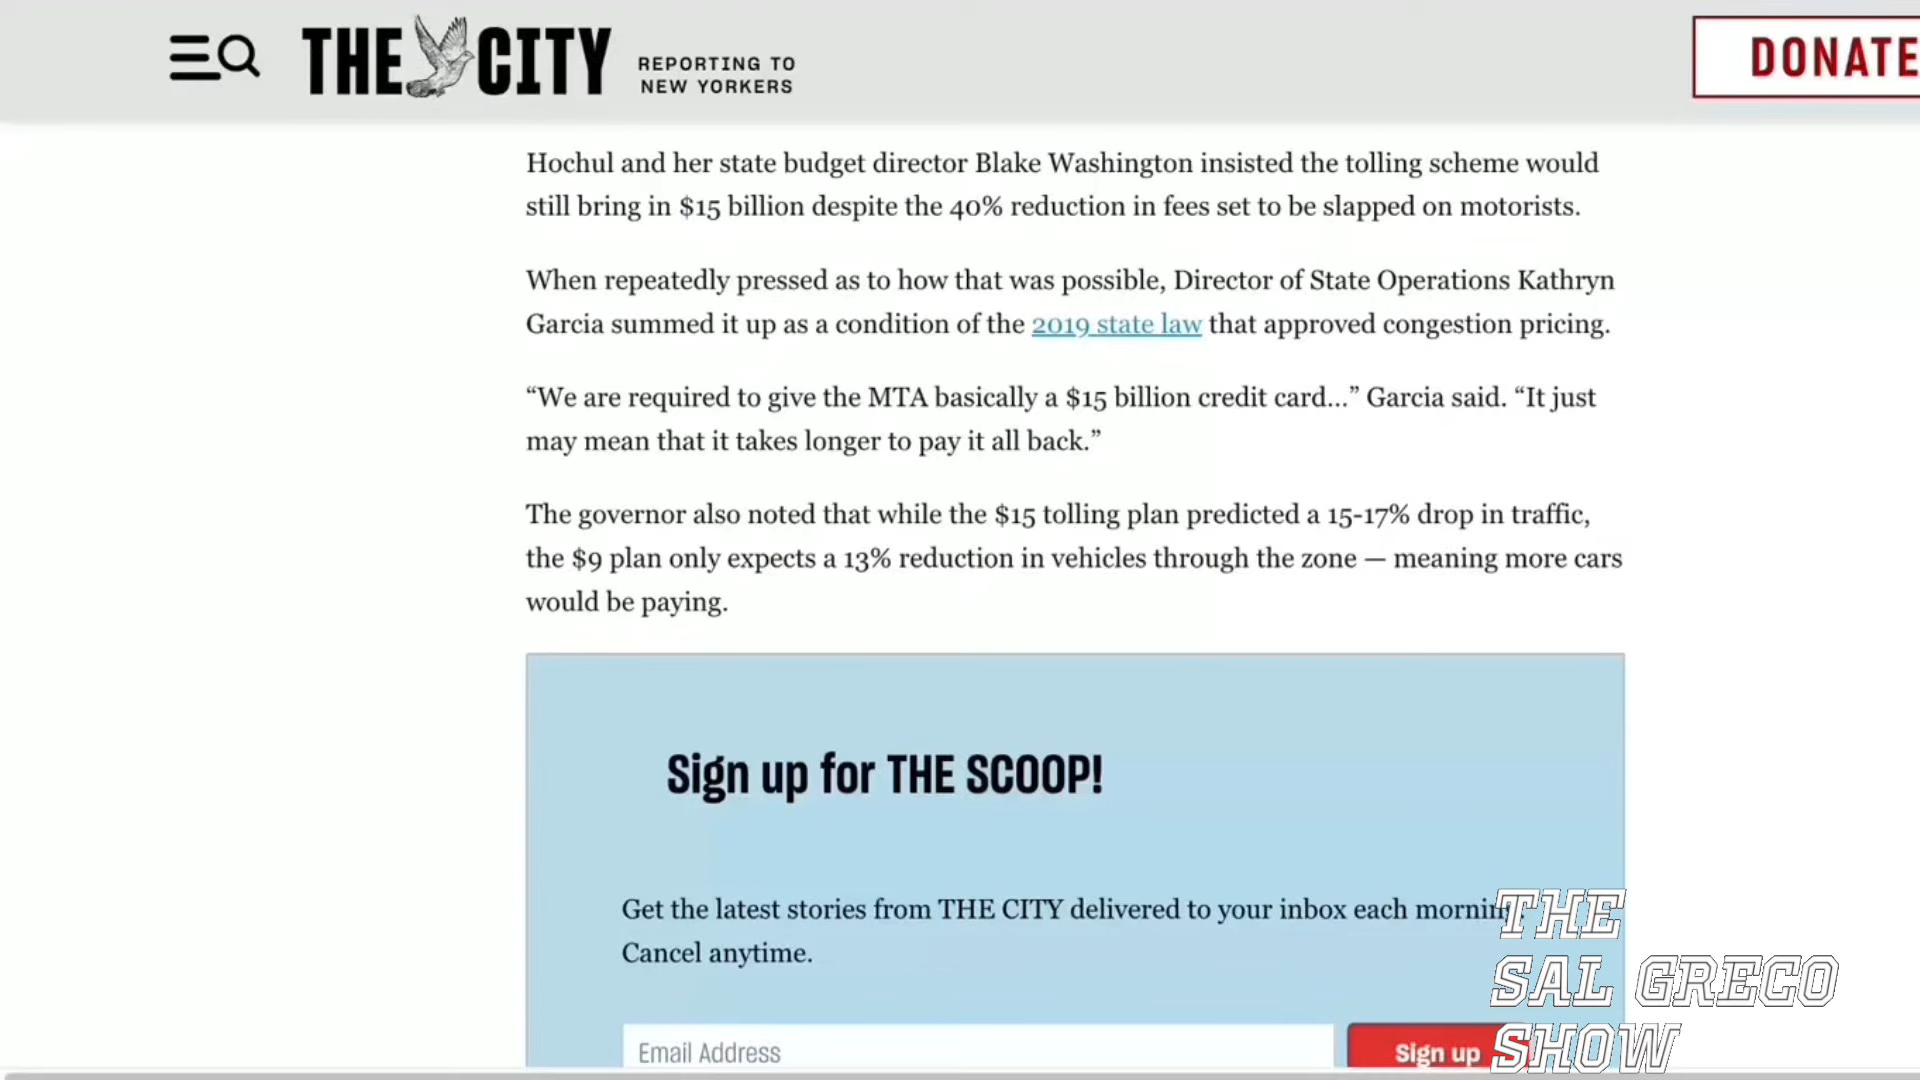 THE CITY
REPORTING TO
NEW YORKERS
DONATE
Hochul and her state budget director Blake Washington insisted the tolling scheme would
still bring in $15 billion despite the 40% reduction in fees set to be slapped on motorists.
When repeatedly pressed as to how that was possible, Director of State Operations Kathryn
Garcia summed it up as a condition of the 2019 state law that approved congestion pricing.
“We are required to give the MTA basically a $15 billion credit card...” Garcia said. “It just
may mean that it takes longer to pay it all back.”
The governor also noted that while the $15 tolling plan predicted a 15-17% drop in traffic,
the $9 plan only expects a 13% reduction in vehicles through the zone — meaning more cars
would be paying.
Sign up for THE SCOOP!
Get the latest stories from THE CITY delivered to your inbox each morning.
Cancel anytime.
Email Address
Sign up
THE
SAL GRECO
SHOW